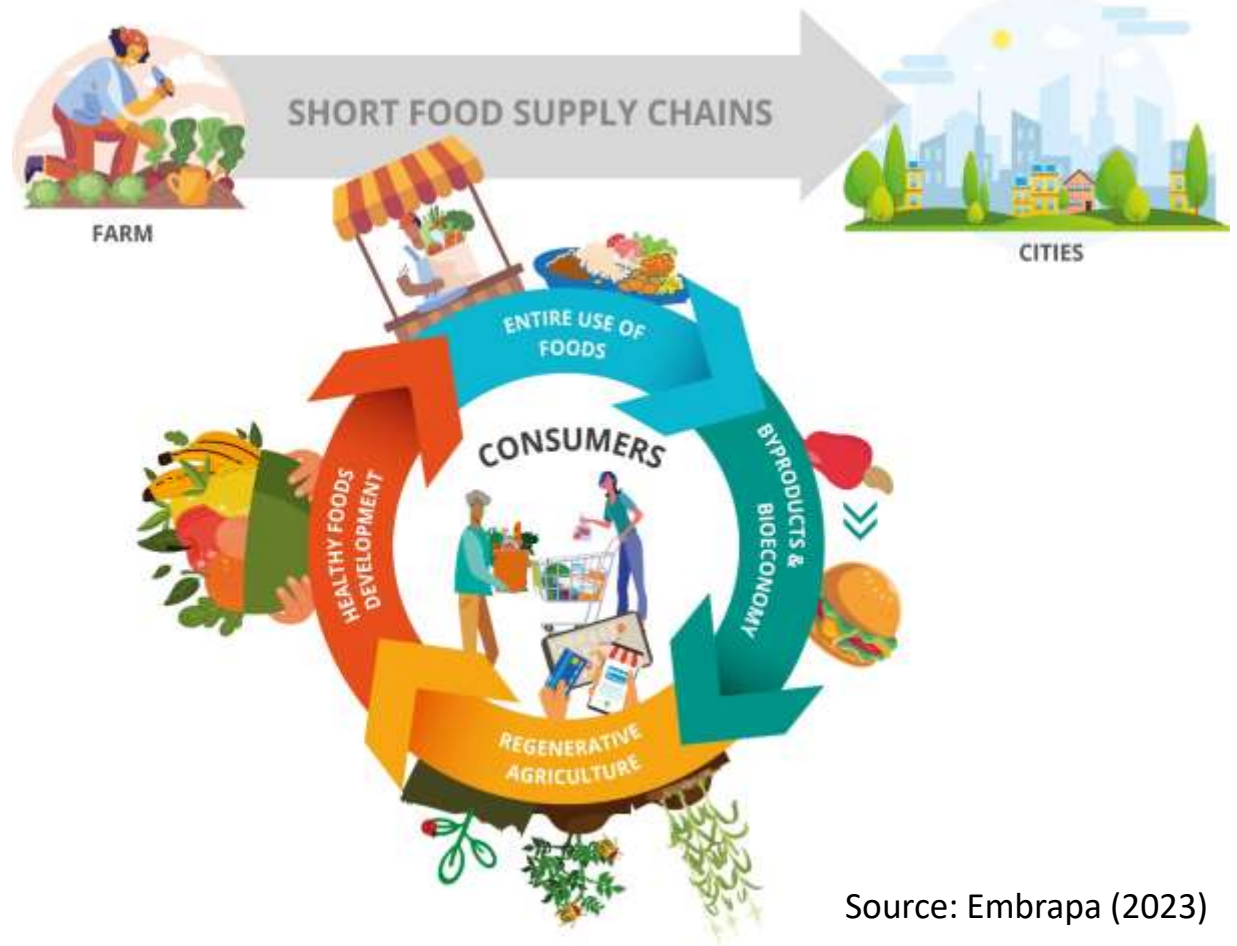 SHORT FOOD SUPPLY CHAINS
FARM
CITIES
ENTIRE USE OF
FOODS
CONSUMERS
BYPRODUCTS &
BIOECONOMY
HEALTHY FOODS
DEVELOPMENT
REGENERATIVE
AGRICULTURE
Source: Embrapa (2023)